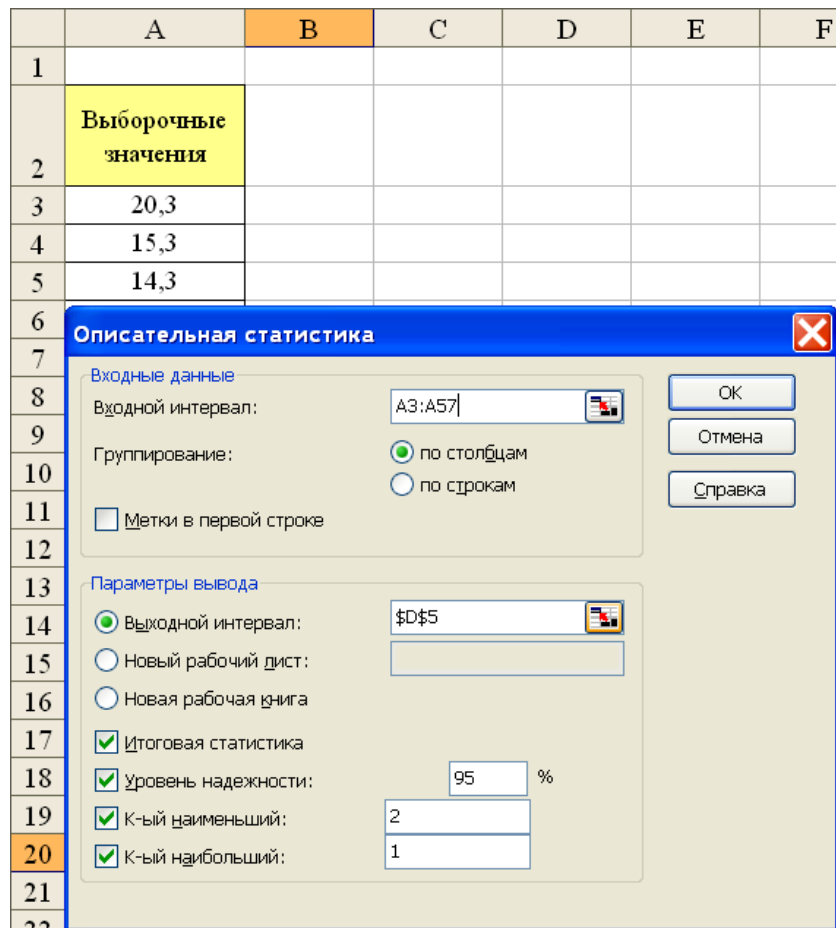 A B C D E F
1
Выборочные
значения
2
3 20,3
4 15,3
5 14,3
6
Описательная статистика
7
Входные данные
8 Входной интервал: A3:A57 ОК
9 Отмена
Группирование: по столбцам
10 по строкам Справка
11 Метки в первой строке
12
13 Параметры вывода
14 Выходной интервал: $D$5
15 Новый рабочий лист:
16 Новая рабочая книга
17 Итоговая статистика
18 Уровень надежности: 95 %
19 К-ый наименьший: 2
20 К-ый наибольший: 1
21
22